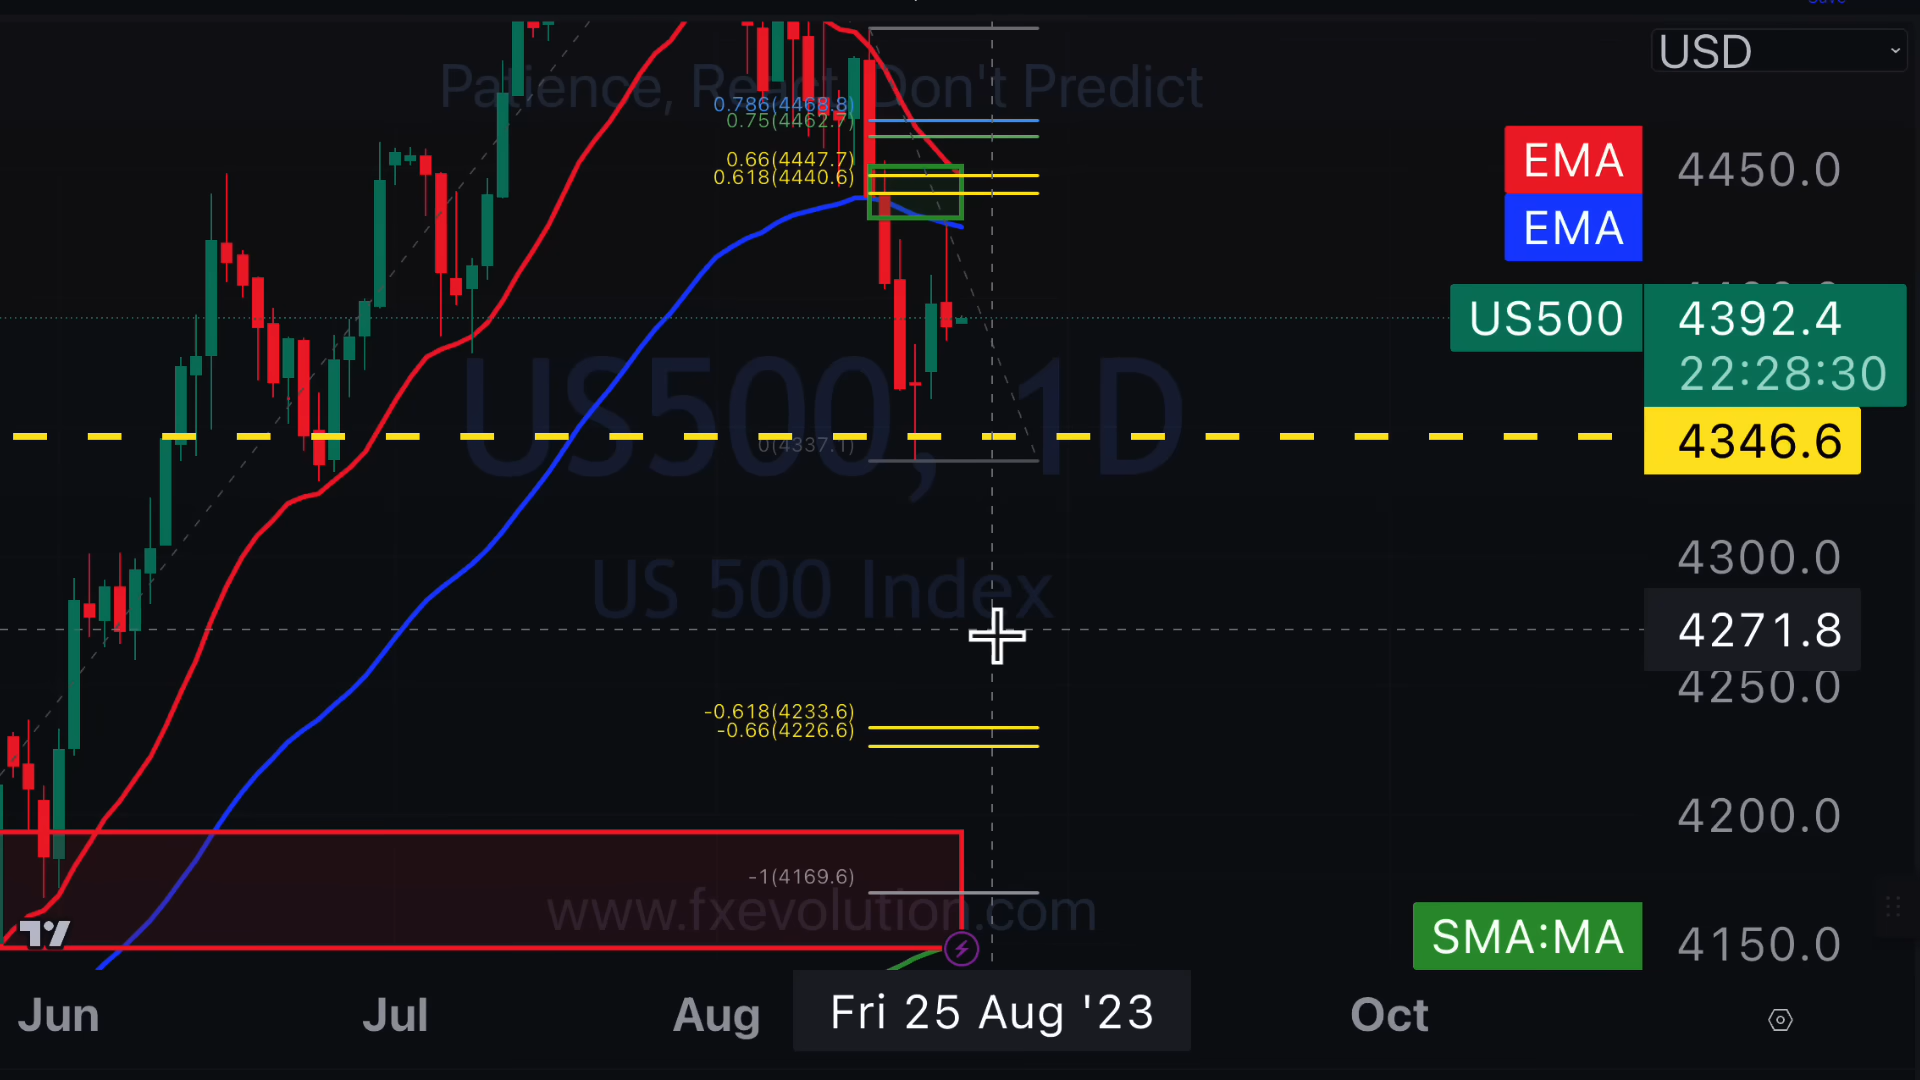 USD
Patience, React Don't Predict
0.786(4468.8)
0.75(4462.7)
0.66(4447.7)
0.618(4440.6)
EMA
4450.0
EMA
US500
4392.4
22:28:30
US500, 1D
0(4337.1)
4346.6
4300.0
US 500 Index
4271.8
4250.0
-0.618(4233.6)
-0.66(4226.6)
4200.0
-1(4169.6)
www.fxevolution.com
SMA:MA
4150.0
Jun
Jul
Aug
Fri 25 Aug '23
Oct